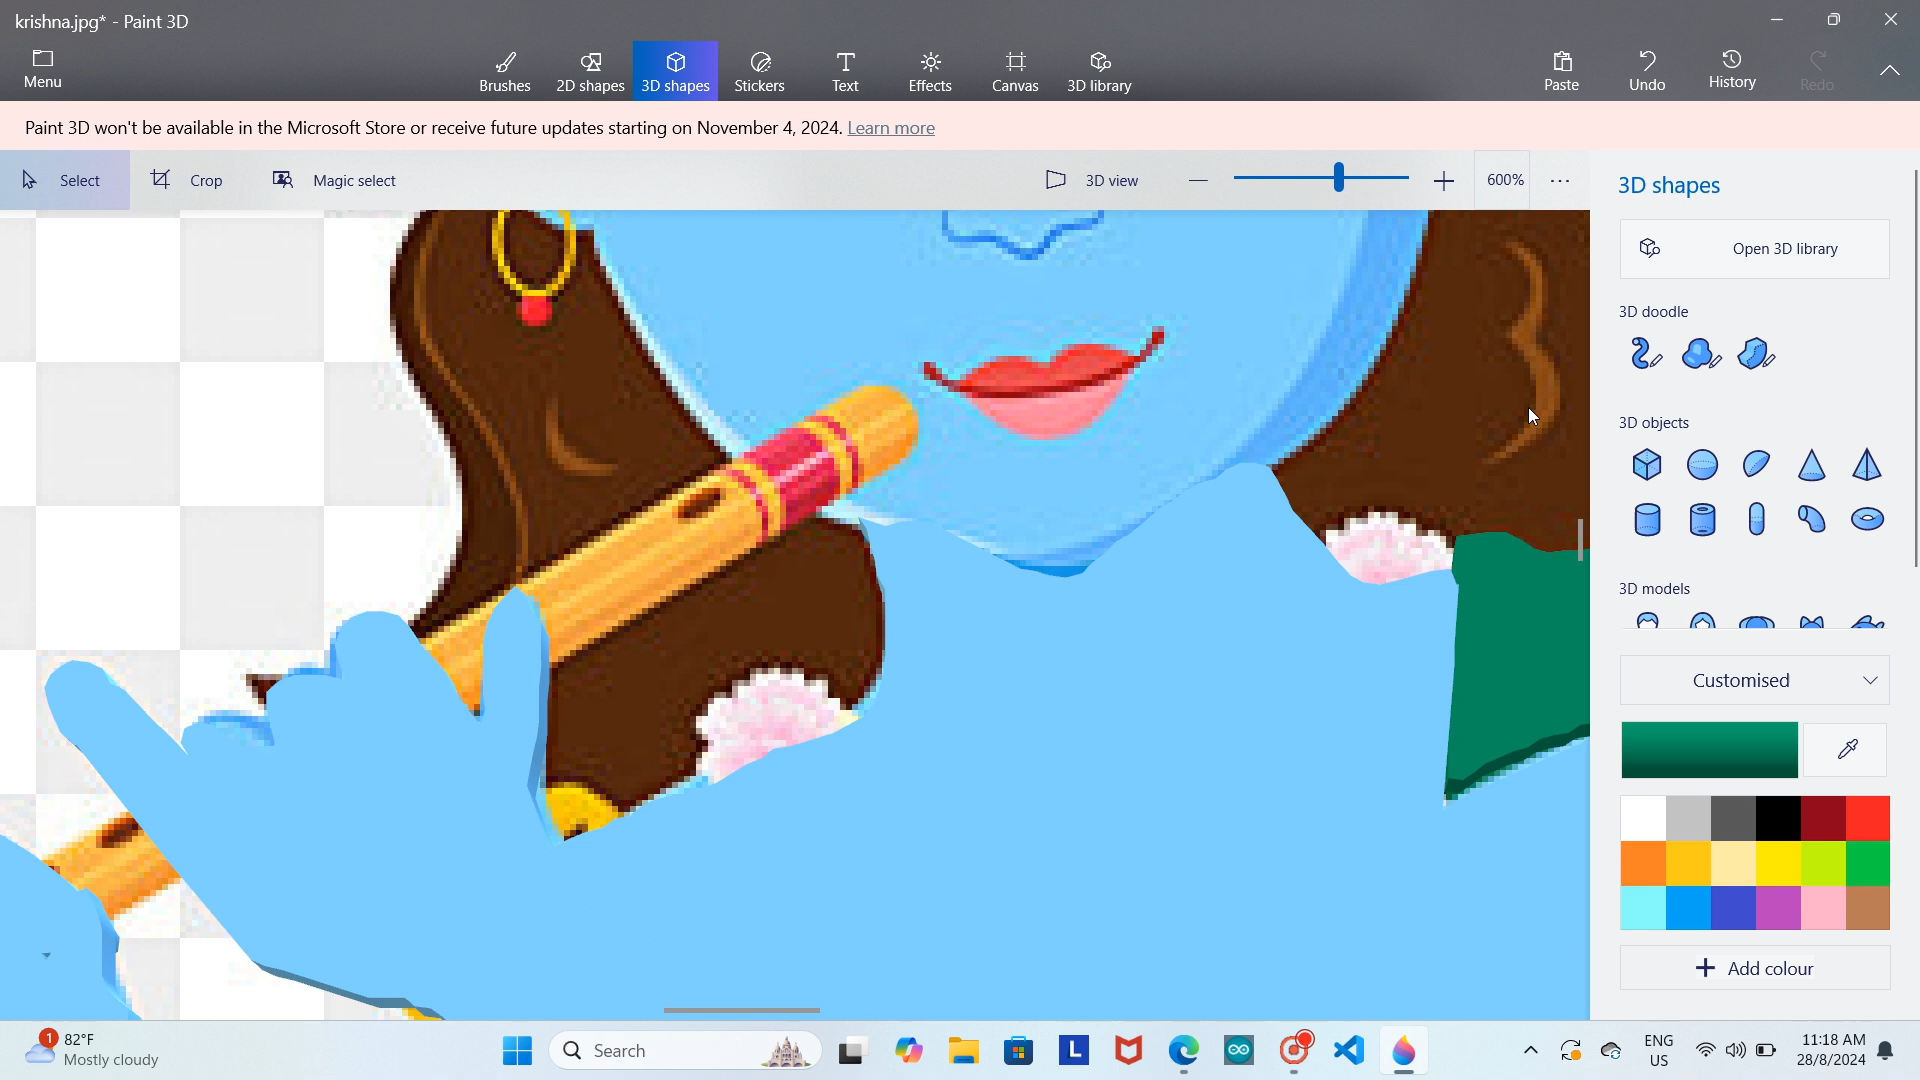 krishna.jpg* - Paint 3D
Menu
Brushes
2D shapes
3D shapes
Stickers
Text
Effects
Canvas
3D library
Paste
Undo
History
Redo
Paint 3D won't be available in the Microsoft Store or receive future updates starting on November 4, 2024. Learn more
Select
Crop
Magic select
3D view
600%
3D shapes
Open 3D library
3D doodle
3D objects
3D models
Customised
Add colour
1
82°F
Mostly cloudy
Search
L
ENG
US
11:18 AM
28/8/2024